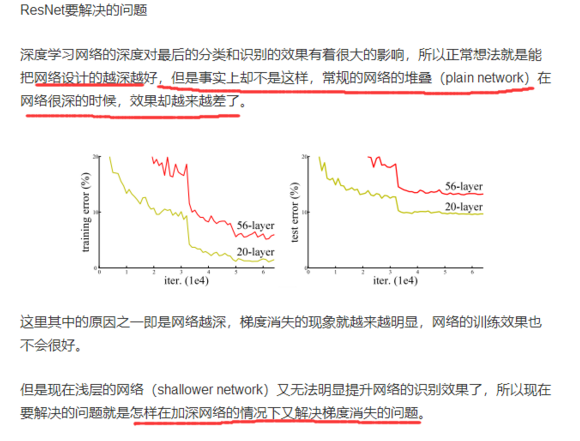 ResNet要解决的问题
深度学习网络的深度对最后的分类和识别的效果有着很大的影响，所以正常想法就是能
把网络设计的越深越好，但是事实上却不是这样，常规的网络的堆叠（plain network）在
网络很深的时候，效果却越来越差了。
20
10
0
training error (%)
56-layer
20-layer
0 1 2 3 4 5 6
iter. (1e4)
20
10
0
test error (%)
56-layer
20-layer
0 1 2 3 4 5 6
iter. (1e4)
这里其中的原因之一即是网络越深，梯度消失的现象就越来越明显，网络的训练效果也
不会很好。
但是现在浅层的网络（shallower network）又无法明显提升网络的识别效果了，所以现在
要解决的问题就是怎样在加深网络的情况下又解决梯度消失的问题。